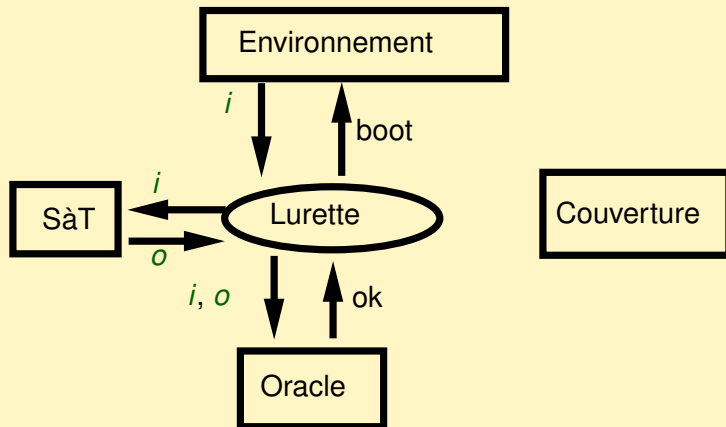 Environnement
i
boot
i
SàT
Lurette
Couverture
o
i, o
ok
Oracle